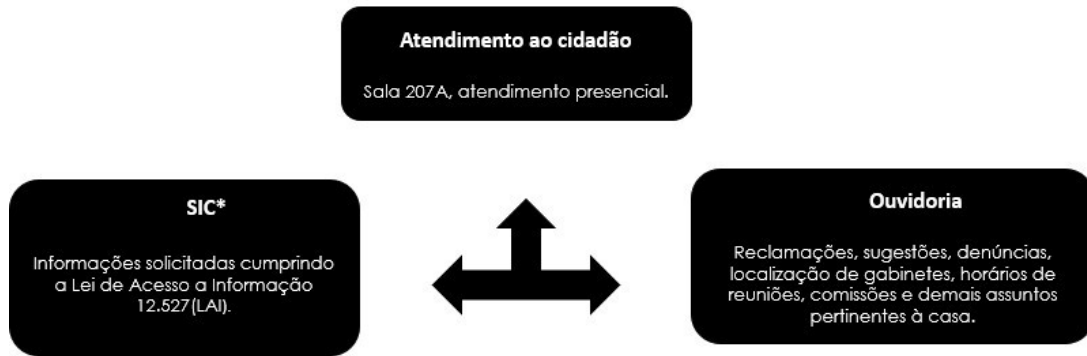 Atendimento ao cidadão
Sala 207A, atendimento presencial.
SIC*
Informações solicitadas cumprindo
a Lei de Acesso a Informação
12.527(LAI).
Ouvidoria
Reclamações, sugestões, denúncias,
localização de gabinetes, horários de
reuniões, comissões e demais assuntos
pertinentes à casa.